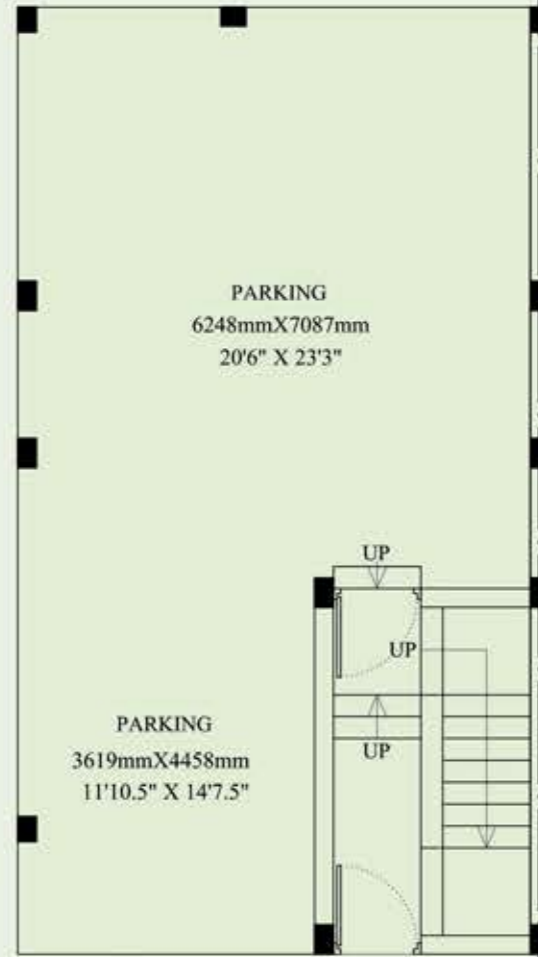 PARKING
6248mmX7087mm
20'6" X 23'3"
UP
UP
UP
PARKING
3619mmX4458mm
11'10.5" X 14'7.5"